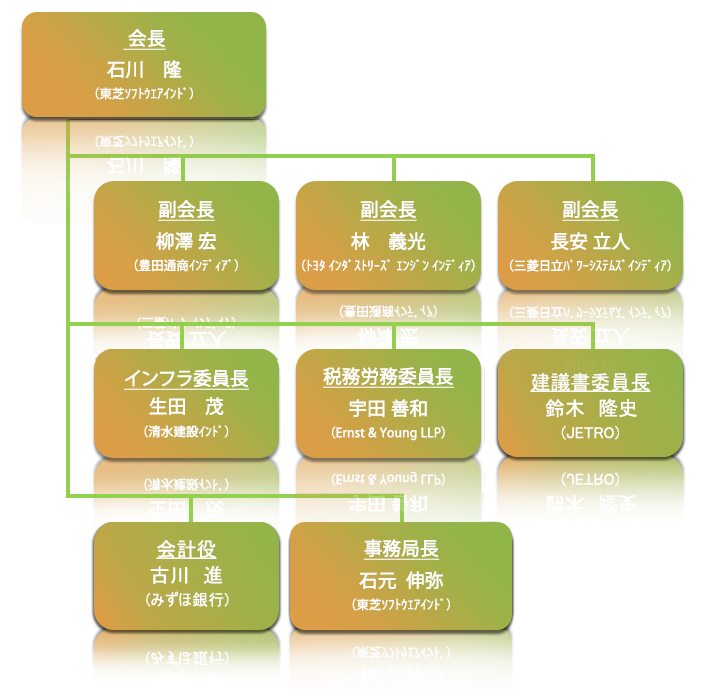 会長
石川　隆
(東芝ｿﾌﾄｳｴｱｲﾝﾄﾞ)
副会長
柳澤 宏
(豊田通商ｲﾝﾃﾞｨｱﾞ)
副会長
林　義光
(ﾄﾖﾀ ｲﾝﾀﾞｽﾄﾘｰｽﾞ ｴﾝｼﾞﾝ ｲﾝﾃﾞｨｱ)
副会長
長安 立人
(三菱日立ﾊﾟﾜｰｼｽﾃﾑｽﾞｲﾝﾃﾞｨｱ)
インフラ委員長
生田　茂
(清水建設ｲﾝﾄﾞ)
税務労務委員長
宇田 善和
(Ernst & Young LLP)
建議書委員長
鈴木　隆史
(JETRO)
会計役
古川　進
(みずほ銀行)
事務局長
石元 伸弥
(東芝ｿﾌﾄｳｴｱｲﾝﾄﾞ)